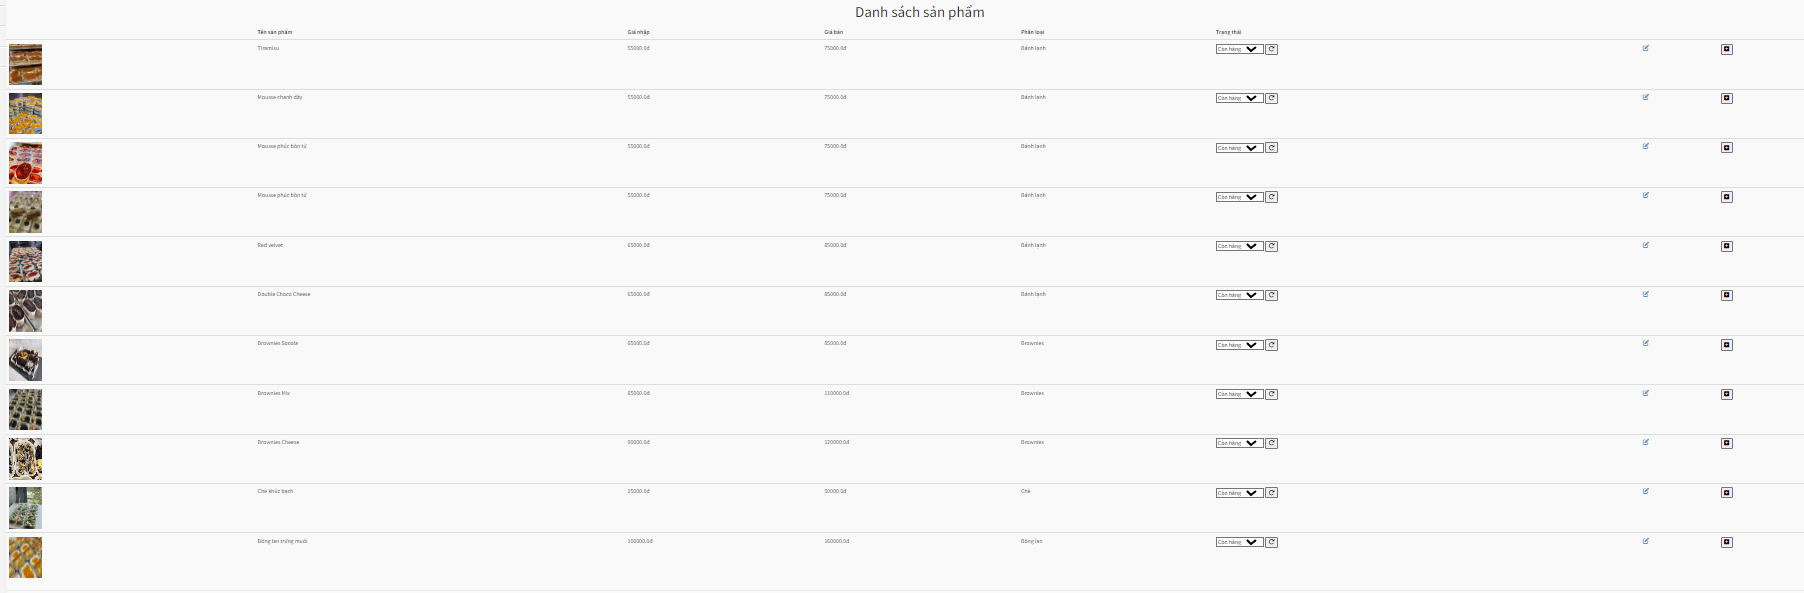 Danh sách sản phẩm
Tên sản phẩm Giá nhập Giá bán Phân loại Trạng thái
Tiramisu 55000.0đ 75000.0đ Bánh lạnh Còn hàng
Mousse chanh dây 55000.0đ 75000.0đ Bánh lạnh Còn hàng
Mousse phúc bồn tử 55000.0đ 75000.0đ Bánh lạnh Còn hàng
Mousse phúc bồn tử 55000.0đ 75000.0đ Bánh lạnh Còn hàng
Red velvet 65000.0đ 85000.0đ Bánh lạnh Còn hàng
Double Choco Cheese 65000.0đ 85000.0đ Bánh lạnh Còn hàng
Brownies Socola 65000.0đ 85000.0đ Brownies Còn hàng
Brownies Mix 85000.0đ 110000.0đ Brownies Còn hàng
Brownies Cheese 90000.0đ 120000.0đ Brownies Còn hàng
Chè khúc bạch 25000.0đ 50000.0đ Chè Còn hàng
Bông lan trứng muối 100000.0đ 160000.0đ Bông lan Còn hàng